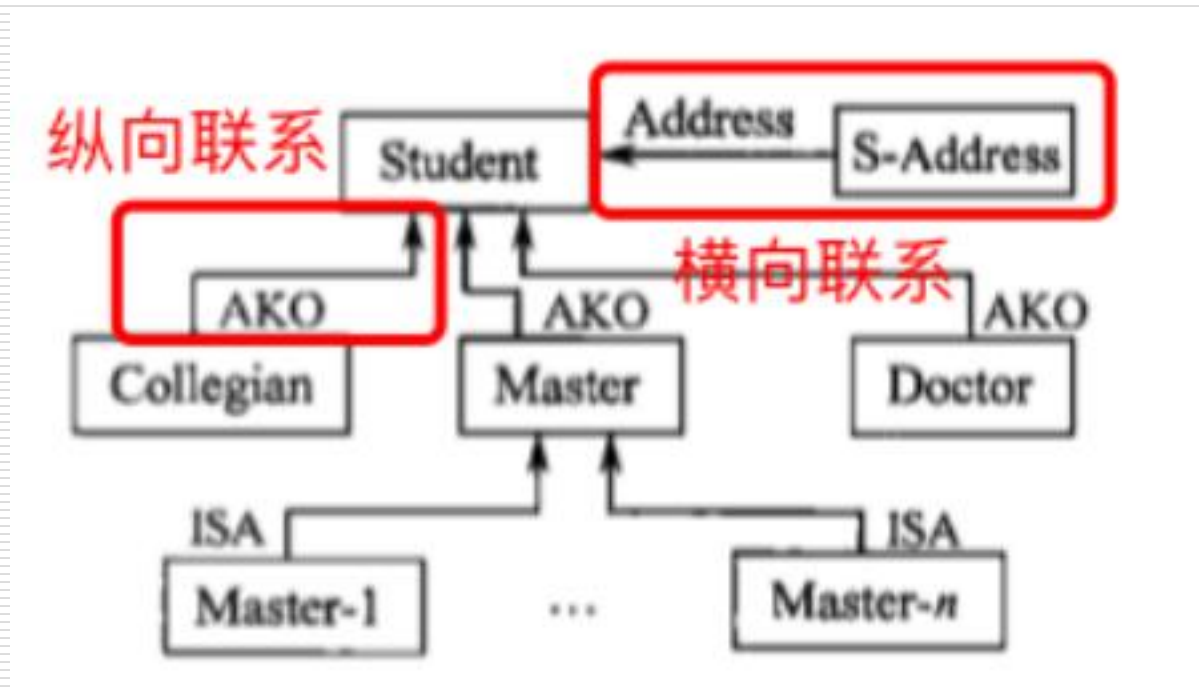 纵向联系
Student
Address
S-Address
横向联系
AKO
AKO
AKO
Collegian
Master
Doctor
ISA
ISA
Master-1
...
Master-n